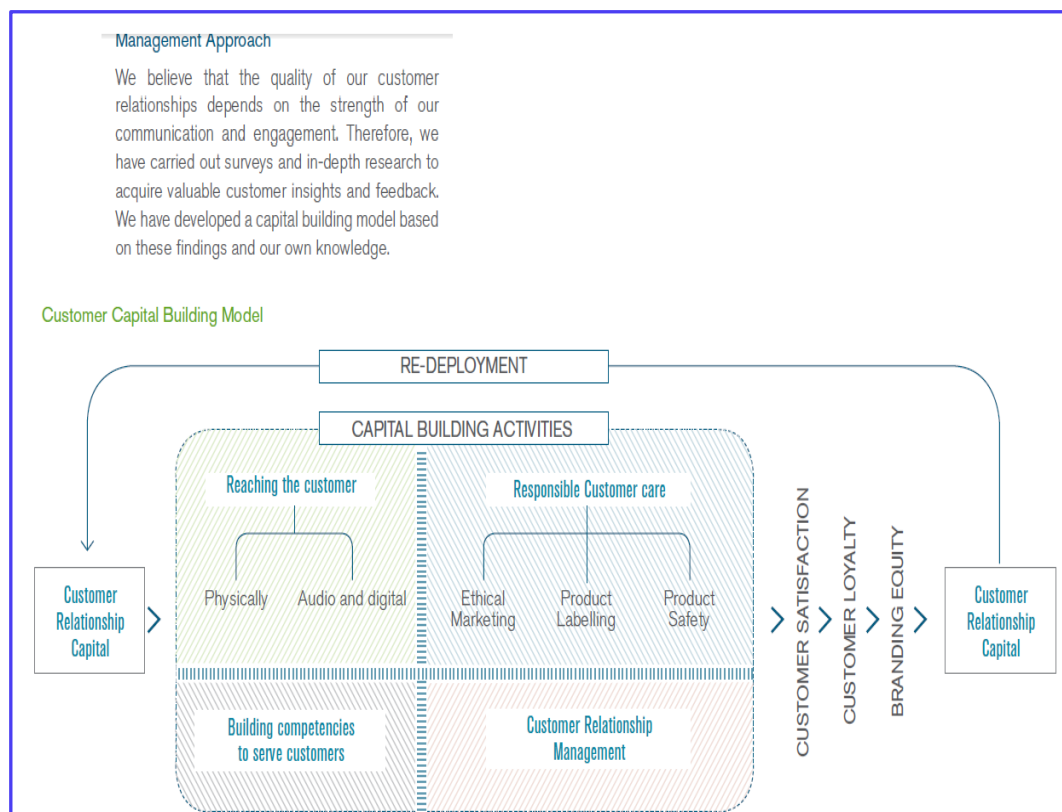 Management Approach
We believe that the quality of our customer
relationships depends on the strength of our
communication and engagement. Therefore, we
have carried out surveys and in-depth research to
acquire valuable customer insights and feedback.
We have developed a capital building model based
on these findings and our own knowledge.
Customer Capital Building Model
RE-DEPLOYMENT
CAPITAL BUILDING ACTIVITIES
Reaching the customer
Responsible Customer care
Customer
Relationship
Capital
Physically
Audio and digital
Ethical
Marketing
Product
Labelling
Product
Safety
Building competencies
to serve customers
Customer Relationship
Management
CUSTOMER SATISFACTION
CUSTOMER LOYALTY
BRANDING EQUITY
Customer
Relationship
Capital